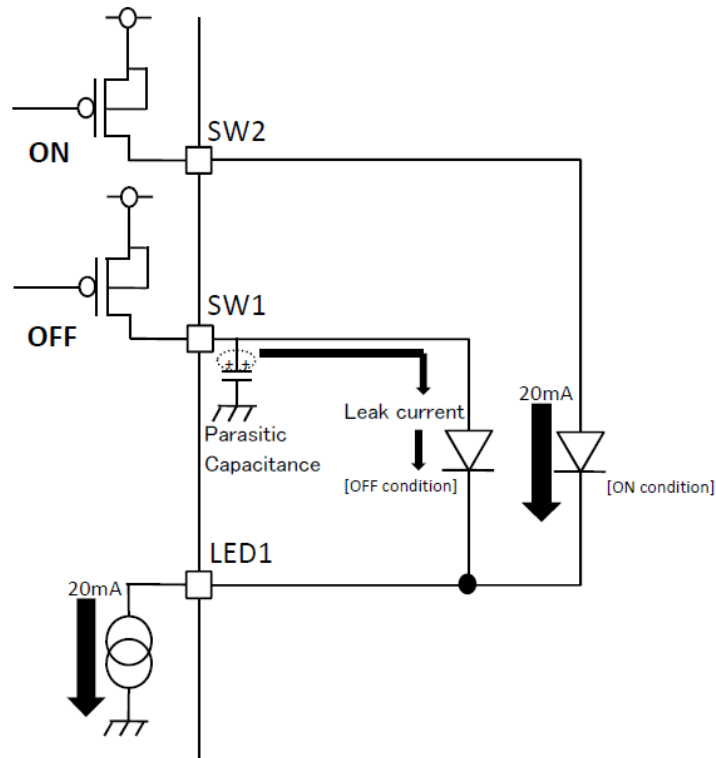 SW2
ON
SW1
OFF
++
Leak current
20mA
Parasitic
Capacitance
[OFF condition]
[ON condition]
LED1
20mA